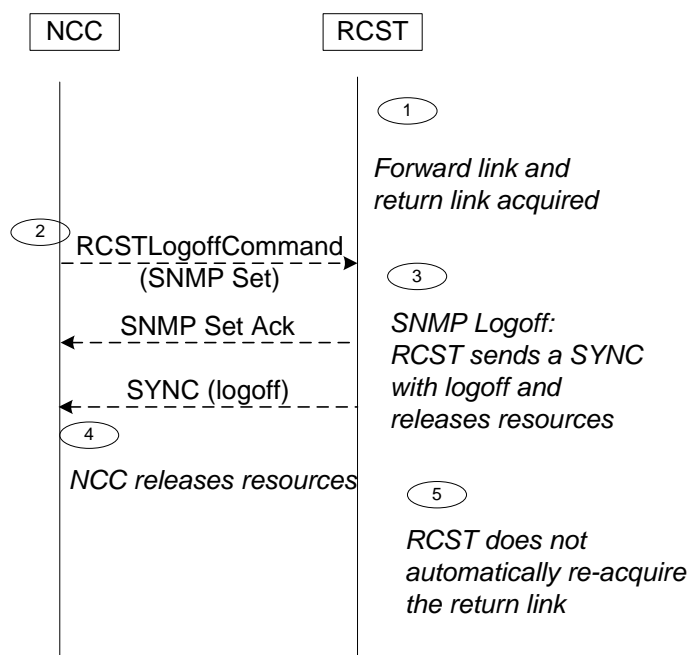 NCC
RCST
1
Forward link and
return link acquired
2
RCSTLogoffCommand
(SNMP Set)
3
SNMP Set Ack
SNMP Logoff:
RCST sends a SYNC
with logoff and
releases resources
SYNC (logoff)
4
NCC releases resources
5
RCST does not
automatically re-acquire
the return link